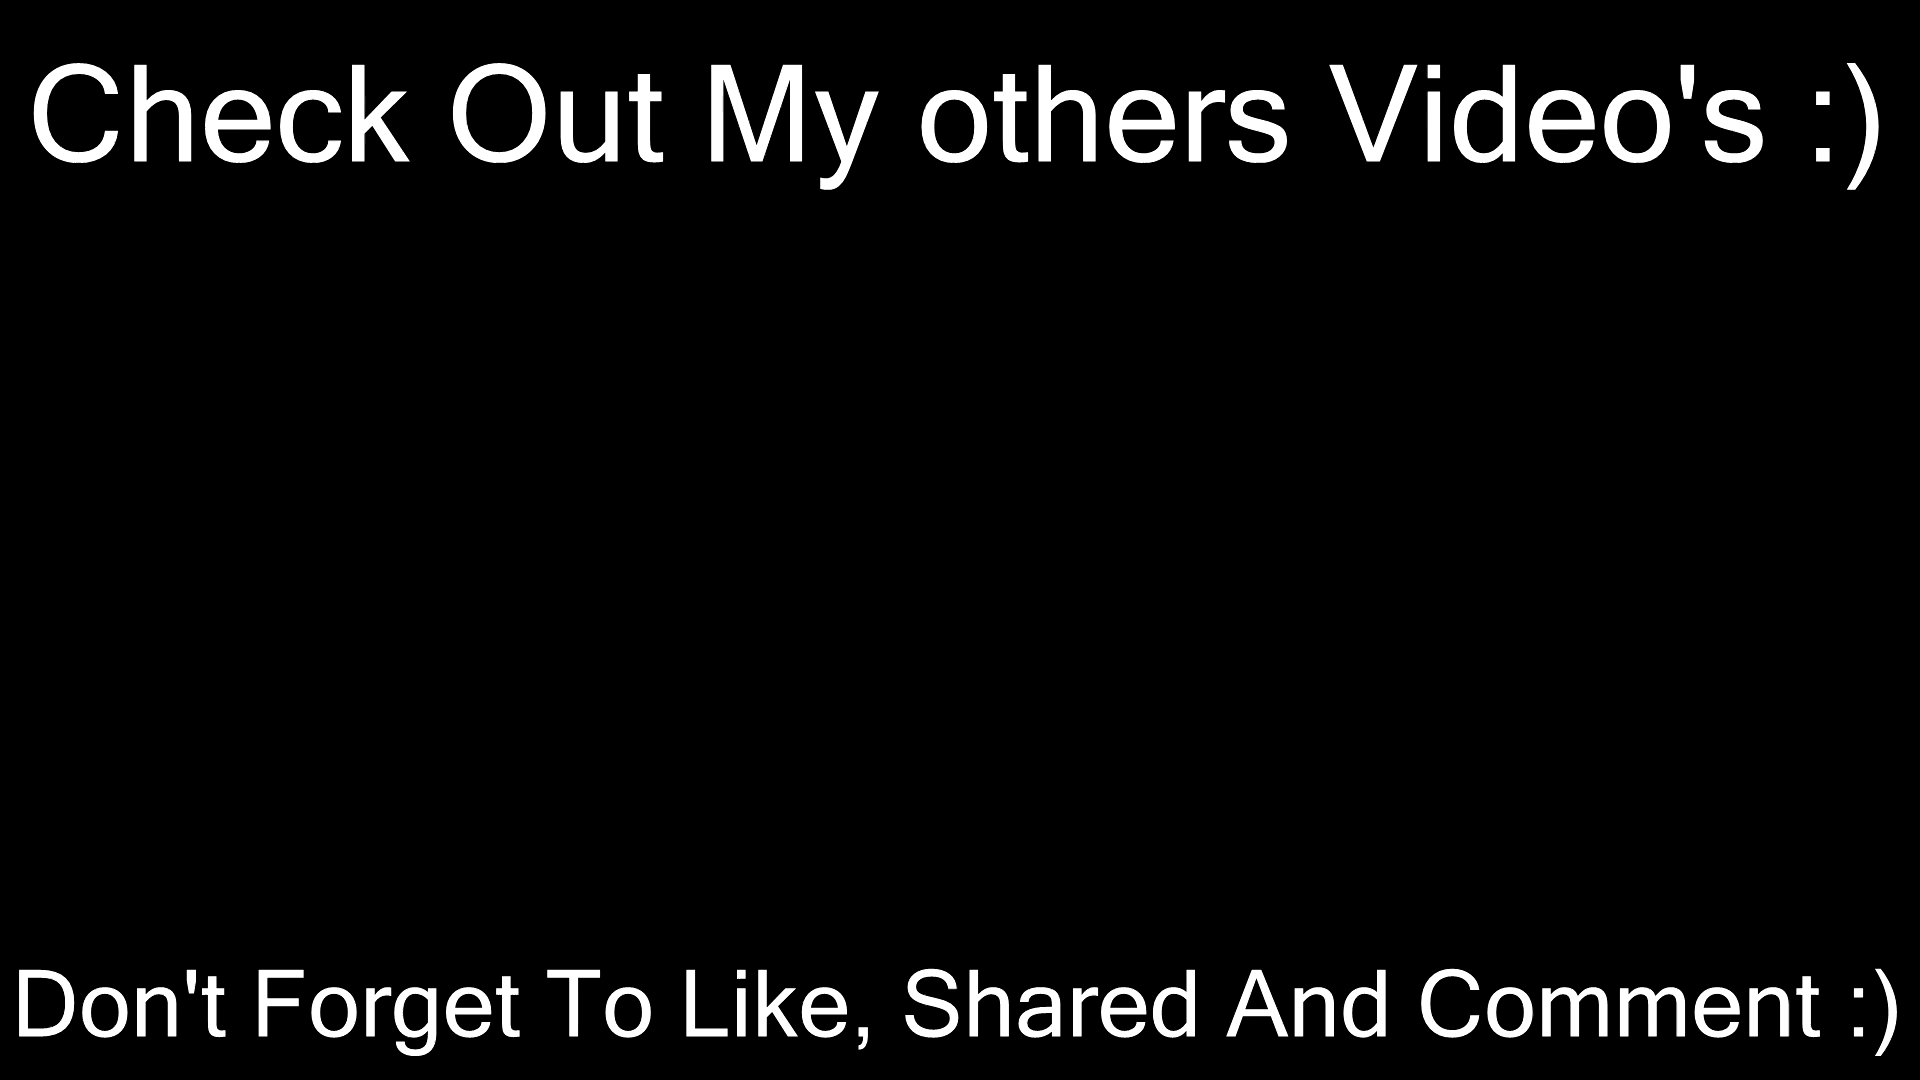 Check Out My others Video's :)
Don't Forget To Like, Shared And Comment :)